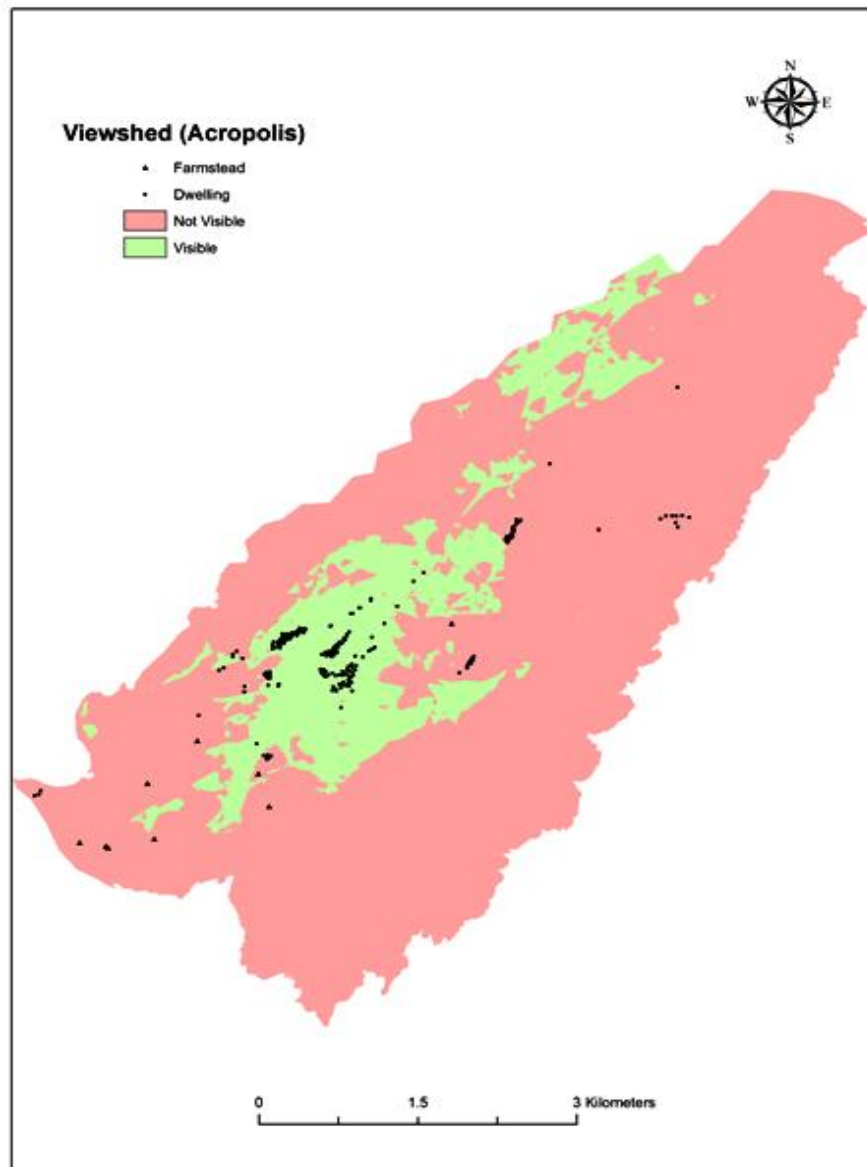 N
W E
S
Viewshed (Acropolis)
Farmstead
Dwelling
Not Visible
Visible
0 1.5 3 Kilometers